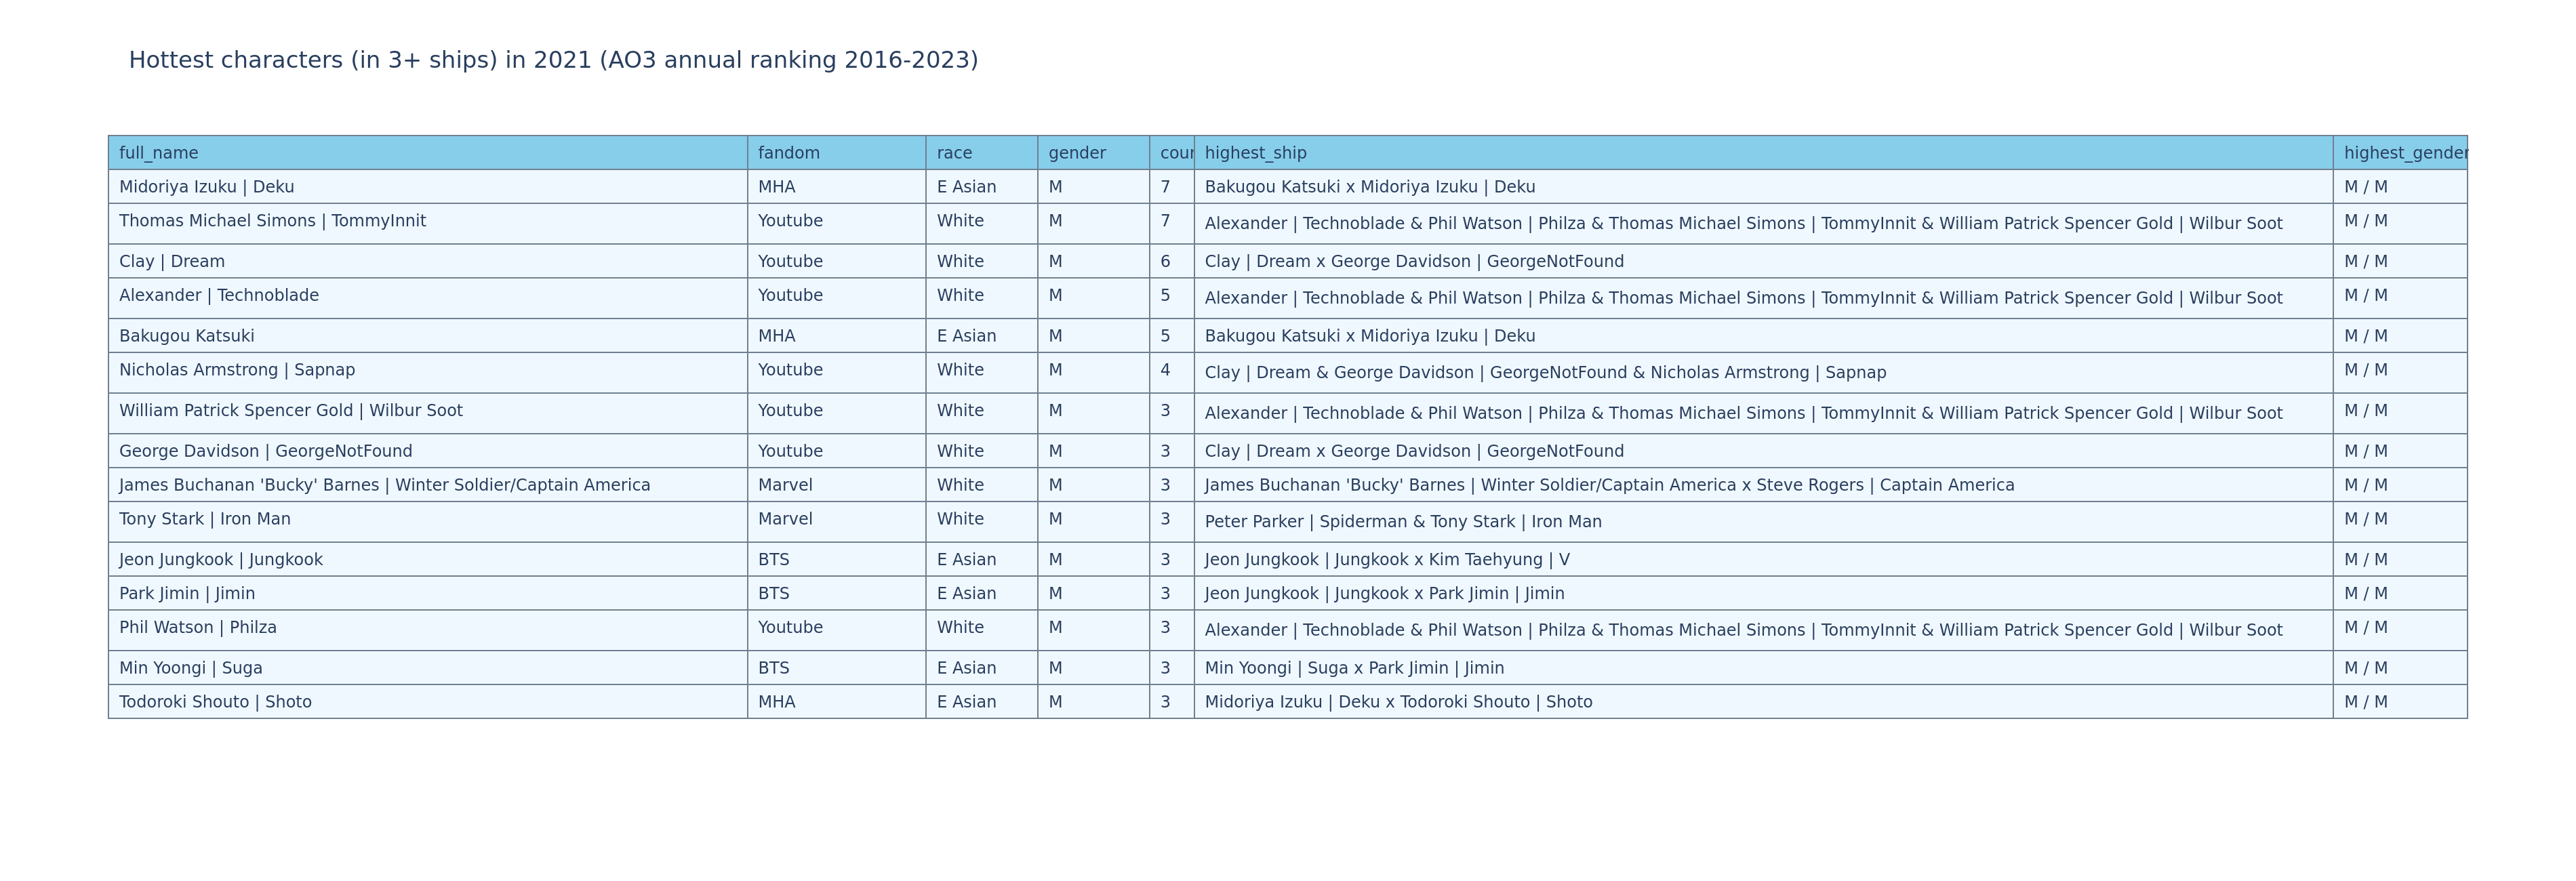 Hottest characters (in 3+ ships) in 2021 (AO3 annual ranking 2016-2023)
full_name fandom race gender cour highest_ship highest_gender
Midoriya Izuku | Deku MHA E Asian M 7 Bakugou Katsuki x Midoriya Izuku | Deku M / M
Thomas Michael Simons | TommyInnit Youtube White M 7 Alexander | Technoblade & Phil Watson | Philza & Thomas Michael Simons | TommyInnit & William Patrick Spencer Gold | Wilbur Soot M / M
Clay | Dream Youtube White M 6 Clay | Dream x George Davidson | GeorgeNotFound M / M
Alexander | Technoblade Youtube White M 5 Alexander | Technoblade & Phil Watson | Philza & Thomas Michael Simons | TommyInnit & William Patrick Spencer Gold | Wilbur Soot M / M
Bakugou Katsuki MHA E Asian M 5 Bakugou Katsuki x Midoriya Izuku | Deku M / M
Nicholas Armstrong | Sapnap Youtube White M 4 Clay | Dream & George Davidson | GeorgeNotFound & Nicholas Armstrong | Sapnap M / M
William Patrick Spencer Gold | Wilbur Soot Youtube White M 3 Alexander | Technoblade & Phil Watson | Philza & Thomas Michael Simons | TommyInnit & William Patrick Spencer Gold | Wilbur Soot M / M
George Davidson | GeorgeNotFound Youtube White M 3 Clay | Dream x George Davidson | GeorgeNotFound M / M
James Buchanan 'Bucky' Barnes | Winter Soldier/Captain America Marvel White M 3 James Buchanan 'Bucky' Barnes | Winter Soldier/Captain America x Steve Rogers | Captain America M / M
Tony Stark | Iron Man Marvel White M 3 Peter Parker | Spiderman & Tony Stark | Iron Man M / M
Jeon Jungkook | Jungkook BTS E Asian M 3 Jeon Jungkook | Jungkook x Kim Taehyung | V M / M
Park Jimin | Jimin BTS E Asian M 3 Jeon Jungkook | Jungkook x Park Jimin | Jimin M / M
Phil Watson | Philza Youtube White M 3 Alexander | Technoblade & Phil Watson | Philza & Thomas Michael Simons | TommyInnit & William Patrick Spencer Gold | Wilbur Soot M / M
Min Yoongi | Suga BTS E Asian M 3 Min Yoongi | Suga x Park Jimin | Jimin M / M
Todoroki Shouto | Shoto MHA E Asian M 3 Midoriya Izuku | Deku x Todoroki Shouto | Shoto M / M